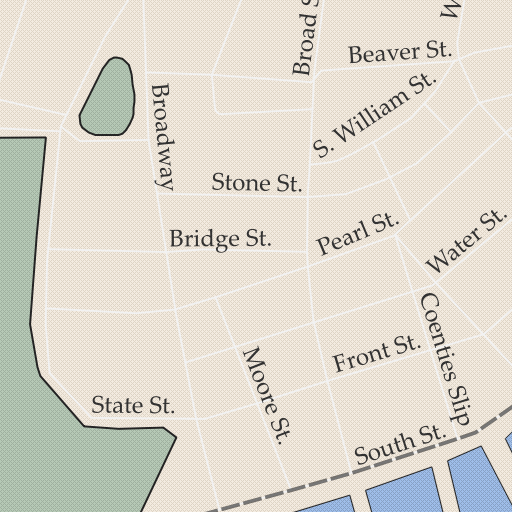 Broad S
W
Beaver St.
S. William St.
Broadway
Stone St.
Bridge St.
Pearl St.
Water St.
Coenties Slip
Front St.
Moore St.
State St.
South St.